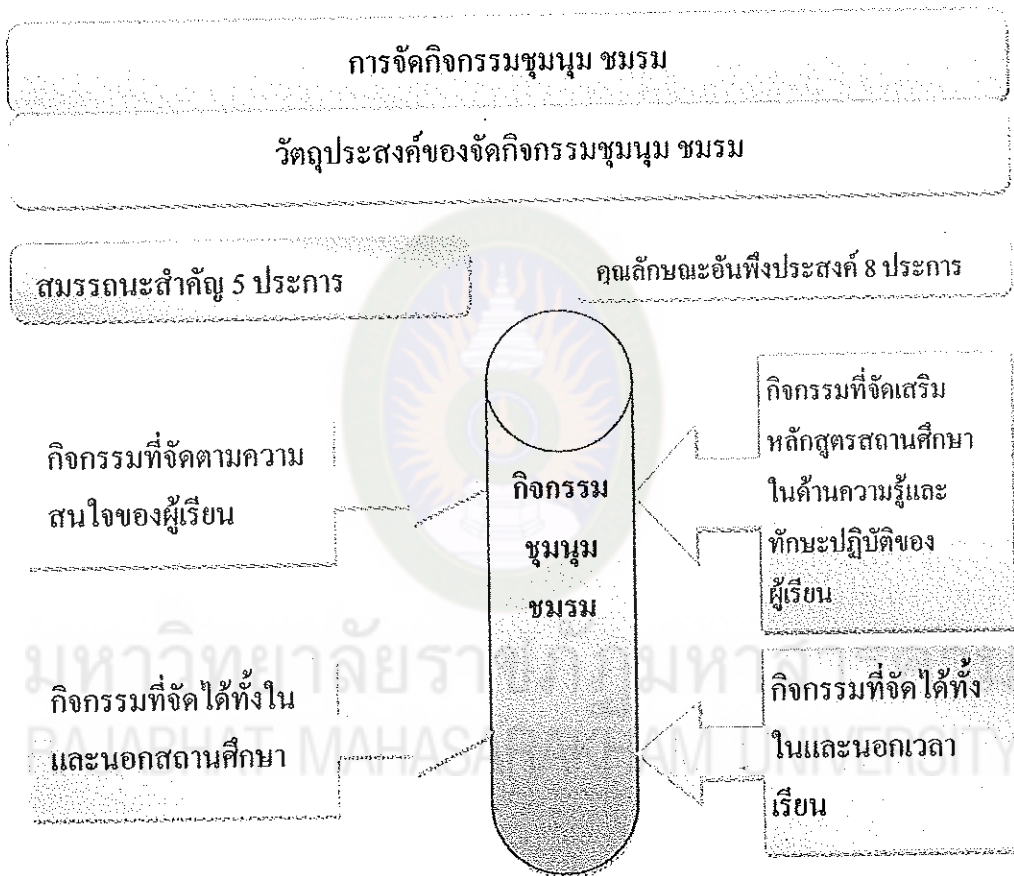 การจัดกิจกรรมชุมนุม ชมรม
วัตถุประสงค์ของจัดกิจกรรมชุมนุม ชมรม
สมรรถนะสำคัญ 5 ประการ
คุณลักษณะอันพึงประสงค์ 8 ประการ
กิจกรรมที่จัดตามความ
สนใจของผู้เรียน
กิจกรรม
ชุมนุม
ชมรม
กิจกรรมที่จัดเสริม
หลักสูตรสถานศึกษา
ในด้านความรู้และ
ทักษะปฏิบัติของ
ผู้เรียน
กิจกรรมที่จัดได้ทั้งใน
และนอกสถานศึกษา
กิจกรรมที่จัดได้ทั้ง
ในและนอกเวลา
เรียน
มหาวิทยาลัยราชภัฏมหาสารคาม
RAJABHAT MAHASARAKHAM UNIVERSITY